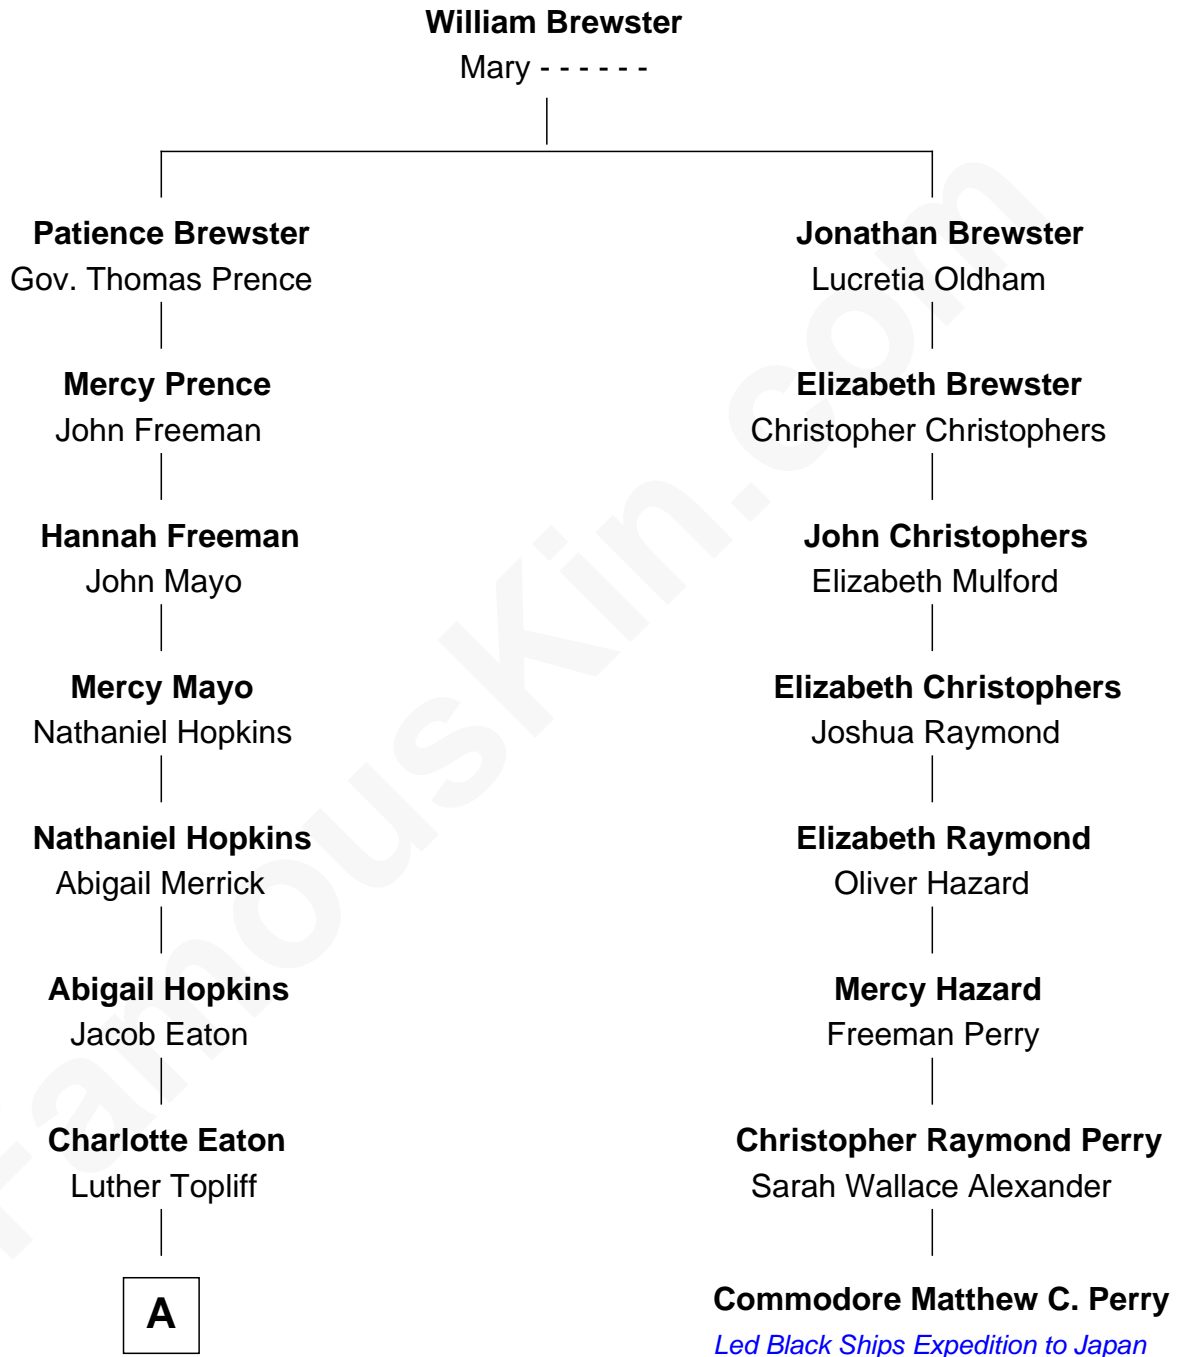 William Brewster
Mary - - - - - -
Patience Brewster
Gov. Thomas Prence
Jonathan Brewster
Lucretia Oldham
Mercy Prence
John Freeman
Elizabeth Brewster
Christopher Christophers
Hannah Freeman
John Mayo
John Christophers
Elizabeth Mulford
Mercy Mayo
Nathaniel Hopkins
Elizabeth Christophers
Joshua Raymond
Nathaniel Hopkins
Abigail Merrick
Elizabeth Raymond
Oliver Hazard
Abigail Hopkins
Jacob Eaton
Mercy Hazard
Freeman Perry
Charlotte Eaton
Luther Topliff
Christopher Raymond Perry
Sarah Wallace Alexander
A
Commodore Matthew C. Perry
Led Black Ships Expedition to Japan
FamousKin.com